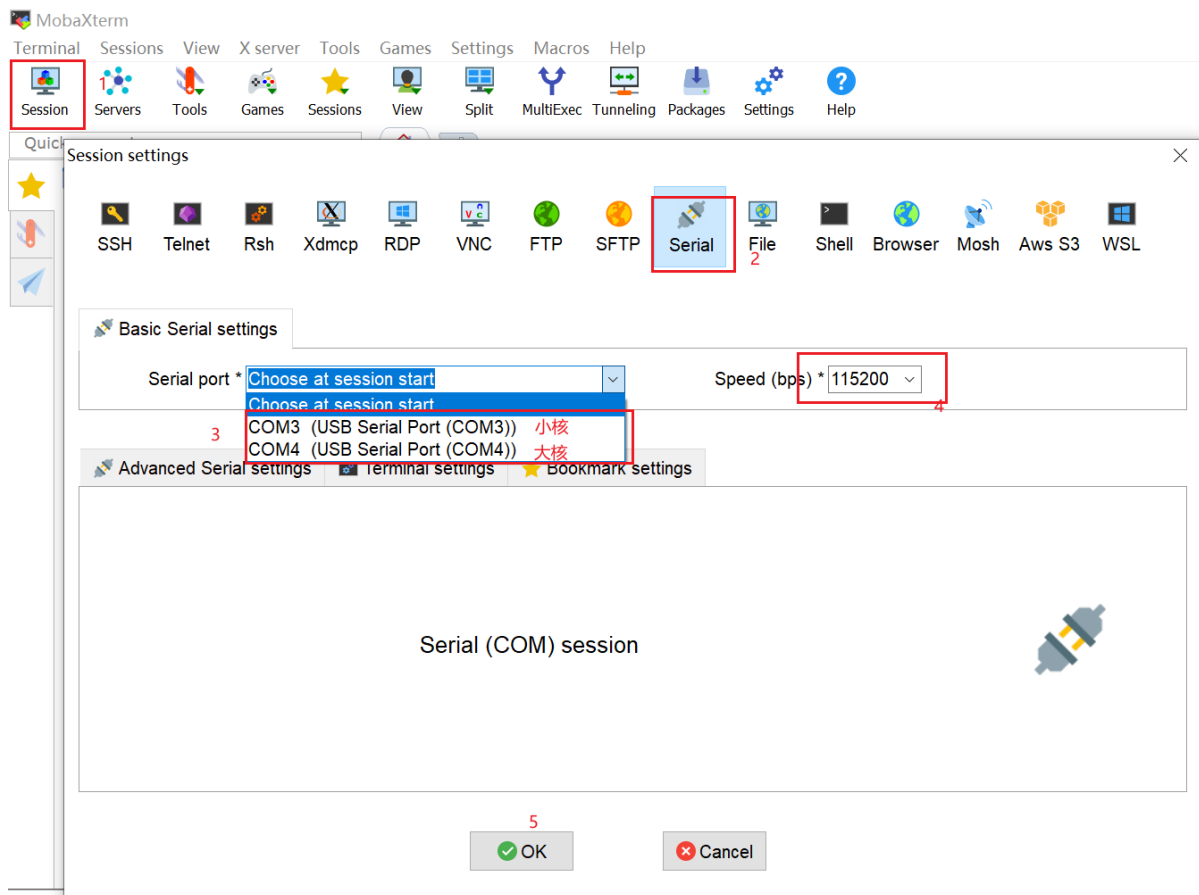 MobaXterm
Terminal Sessions View X server Tools Games Settings Macros Help
1
Session Servers Tools Games Sessions View Split MultiExec Tunneling Packages Settings Help
Quick
Session settings
SSH Telnet Rsh Xdmcp RDP VNC FTP SFTP Serial File Shell Browser Mosh Aws S3 WSL
2
Basic Serial settings
Serial port * Choose at session start Speed (bps) * 115200
Choose at session start
4
3
COM3 (USB Serial Port (COM3)) 小核
COM4 (USB Serial Port (COM4)) 大核
Advanced Serial settings Terminal settings Bookmark settings
Serial (COM) session
5
OK Cancel